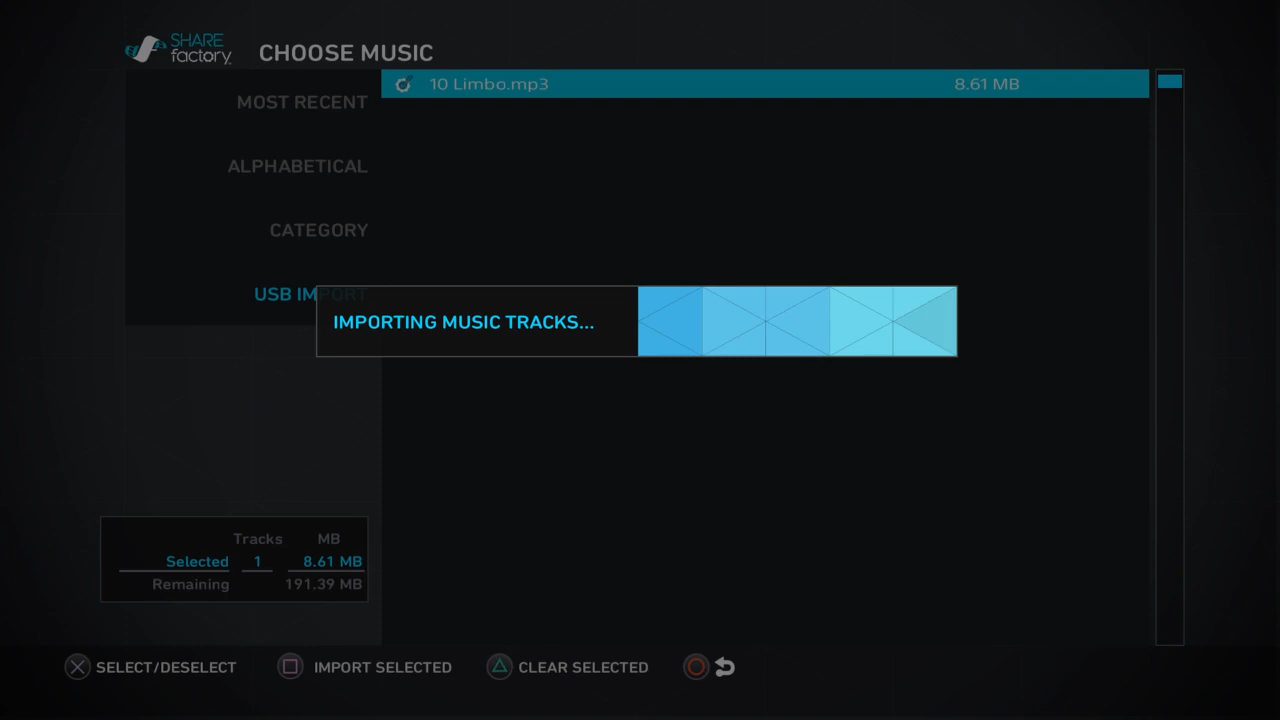 SHARE
factory
CHOOSE MUSIC
10 Limbo.mp3 8.61 MB
MOST RECENT
ALPHABETICAL
CATEGORY
USB IMPORT
IMPORTING MUSIC TRACKS...
Tracks MB
Selected 1 8.61 MB
Remaining 191.39 MB
SELECT/DESELECT IMPORT SELECTED CLEAR SELECTED